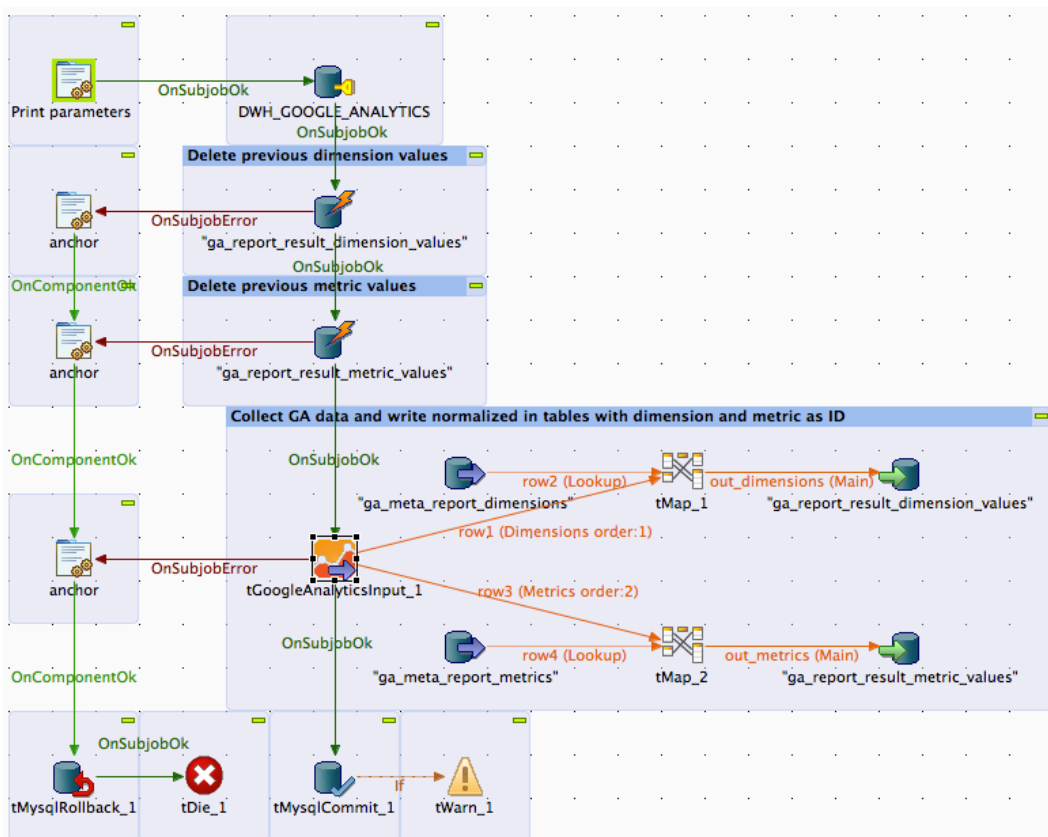 OnSubjobOk
Print parameters
DWH_GOOGLE_ANALYTICS
OnSubjobOk
Delete previous dimension values
OnSubjobError
anchor
"ga_report_result_dimension_values"
OnSubjobOk
OnComponentOk
Delete previous metric values
OnSubjobError
anchor
"ga_report_result_metric_values"
Collect GA data and write normalized in tables with dimension and metric as ID
OnComponentOk
OnSubjobOk
row2 (Lookup)
out_dimensions (Main)
"ga_meta_report_dimensions"
tMap_1
"ga_report_result_dimension_values"
row1 (Dimensions order:1)
OnSubjobError
anchor
tGoogleAnalyticsInput_1
row3 (Metrics order:2)
OnSubjobOk
row4 (Lookup)
out_metrics (Main)
OnComponentOk
"ga_meta_report_metrics"
tMap_2
"ga_report_result_metric_values"
OnSubjobOk
If
tMysqlRollback_1
tDie_1
tMysqlCommit_1
tWarn_1